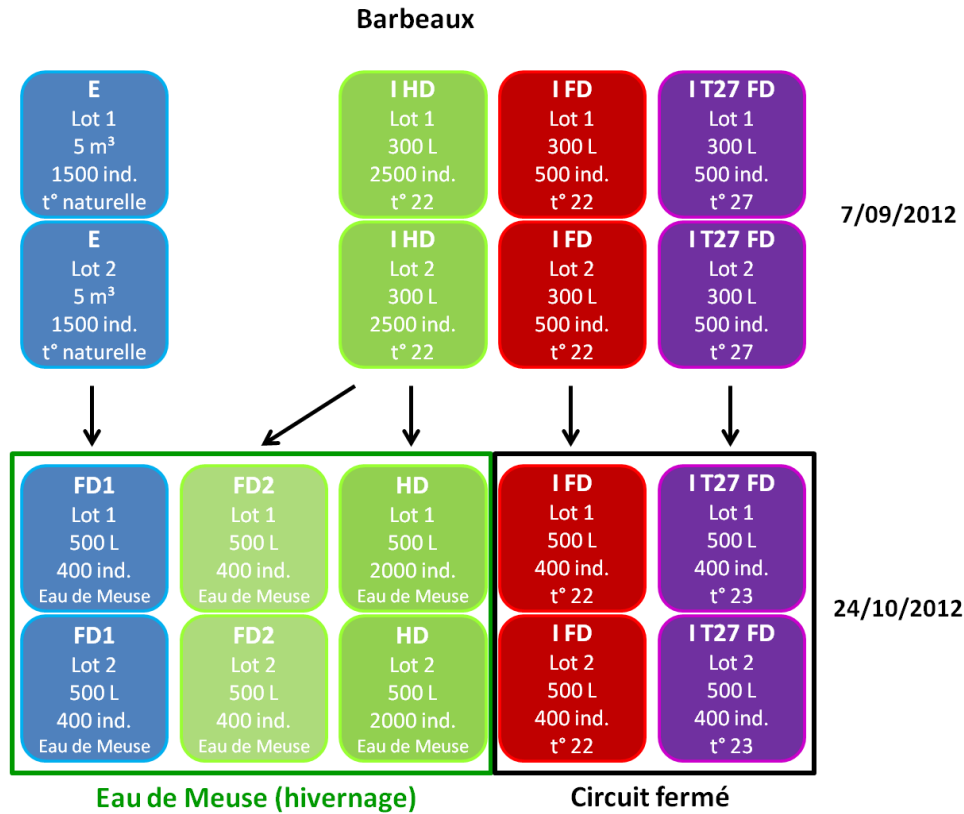 Barbeaux
E
Lot 1
5 m³
1500 ind.
t° naturelle
I HD
Lot 1
300 L
2500 ind.
t° 22
I FD
Lot 1
300 L
500 ind.
t° 22
I T27 FD
Lot 1
300 L
500 ind.
t° 27
E
Lot 2
5 m³
1500 ind.
t° naturelle
I HD
Lot 2
300 L
2500 ind.
t° 22
I FD
Lot 2
300 L
500 ind.
t° 22
I T27 FD
Lot 2
300 L
500 ind.
t° 27
7/09/2012
FD1
Lot 1
500 L
400 ind.
Eau de Meuse
FD2
Lot 1
500 L
400 ind.
Eau de Meuse
HD
Lot 1
500 L
2000 ind.
Eau de Meuse
I FD
Lot 1
500 L
400 ind.
t° 22
I T27 FD
Lot 1
500 L
400 ind.
t° 23
FD1
Lot 2
500 L
400 ind.
Eau de Meuse
FD2
Lot 2
500 L
400 ind.
Eau de Meuse
HD
Lot 2
500 L
2000 ind.
Eau de Meuse
I FD
Lot 2
500 L
400 ind.
t° 22
I T27 FD
Lot 2
500 L
400 ind.
t° 23
24/10/2012
Eau de Meuse (hivernage)
Circuit fermé